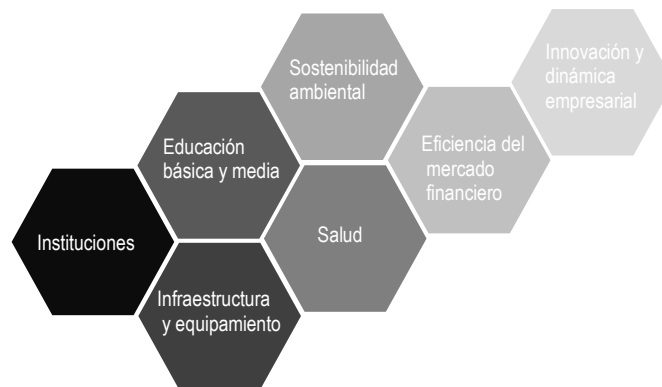 Innovación y
dinámica
empresarial
Sostenibilidad
ambiental
Eficiencia del
mercado
financiero
Educación
básica y media
Salud
Instituciones
Infraestructura
y equipamiento